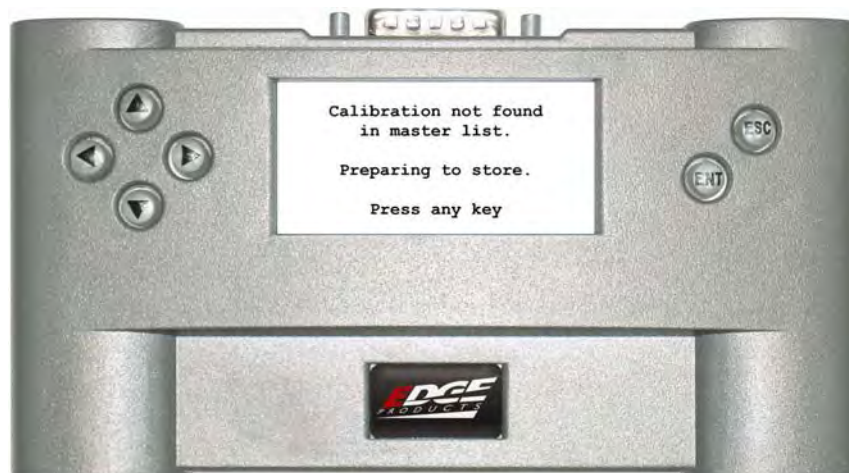 Calibration not found
in master list.
Preparing to store.
Press any key
ESC
ENT
EDGE
PRODUCTS